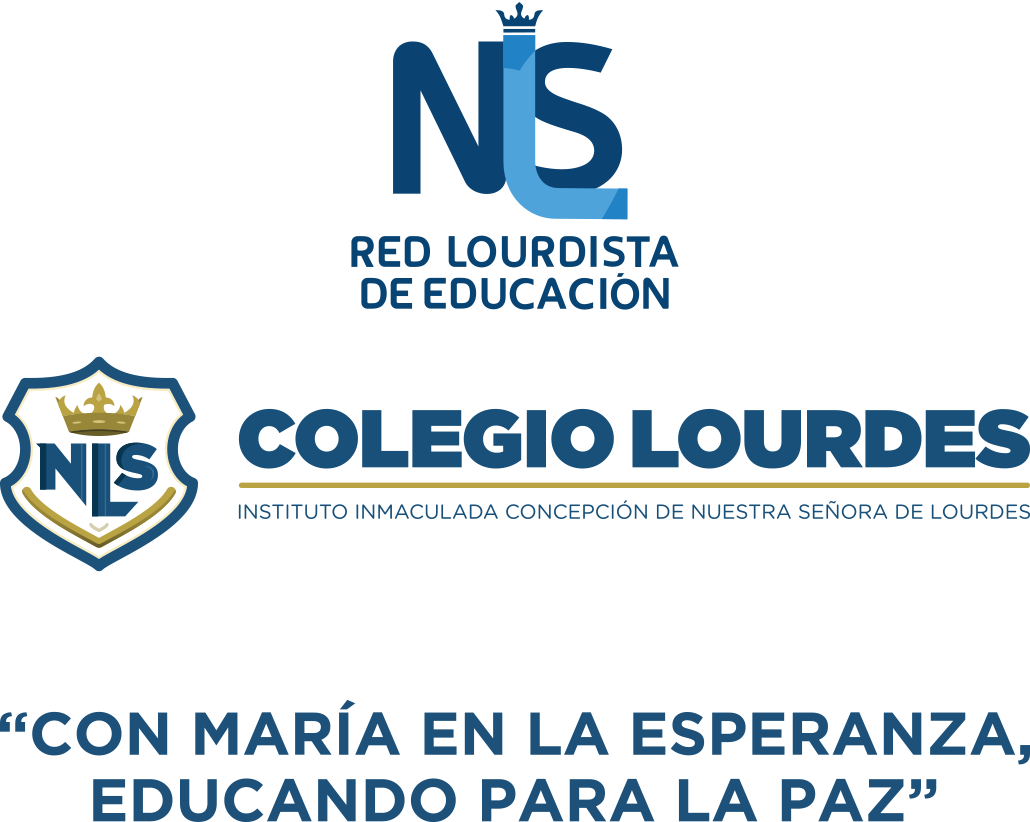 NLS
RED LOURDISTA
DE EDUCACIÓN
NLS
COLEGIO LOURDES
INSTITUTO INMACULADA CONCEPCIÓN DE NUESTRA SEÑORA DE LOURDES
“CON MARÍA EN LA ESPERANZA,
EDUCANDO PARA LA PAZ”